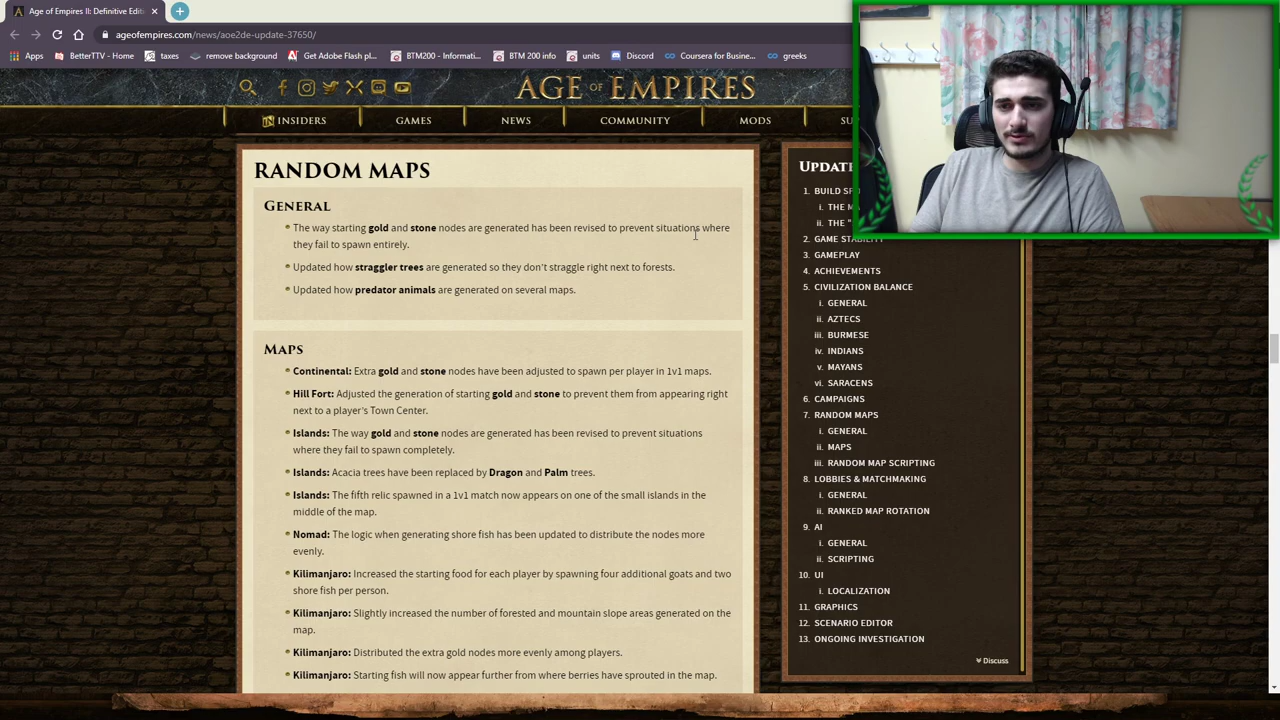 Age of Empires II: Definitive Edit
ageofempires.com/news/aoe2de-update-37650/
Apps
BetterTTV - Home
taxes
remove background
Get Adobe Flash pl...
BTM200 - Informati...
BTM 200 info
units
Discord
Coursera for Busine...
greeks
AGE OF EMPIRES
INSIDERS
GAMES
NEWS
COMMUNITY
MODS
SU
RANDOM MAPS
GENERAL
The way starting gold and stone nodes are generated has been revised to prevent situations where
they fail to spawn entirely.
Updated how straggler trees are generated so they don't straggle right next to forests.
Updated how predator animals are generated on several maps.
MAPS
Continental: Extra gold and stone nodes have been adjusted to spawn per player in 1v1 maps.
Hill Fort: Adjusted the generation of starting gold and stone to prevent them from appearing right
next to a player's Town Center.
Islands: The way gold and stone nodes are generated has been revised to prevent situations
where they fail to spawn completely.
Islands: Acacia trees have been replaced by Dragon and Palm trees.
Islands: The fifth relic spawned in a 1v1 match now appears on one of the small islands in the
middle of the map.
Nomad: The logic when generating shore fish has been updated to distribute the nodes more
evenly.
Kilimanjaro: Increased the starting food for each player by spawning four additional goats and two
shore fish per person.
Kilimanjaro: Slightly increased the number of forested and mountain slope areas generated on the
map.
Kilimanjaro: Distributed the extra gold nodes more evenly among players.
Kilimanjaro: Starting fish will now appear further from where berries have sprouted in the map.
UPDATE
1. BUILD SP
i. THE M
ii. THE "
2. GAME STABILITY
3. GAMEPLAY
4. ACHIEVEMENTS
5. CIVILIZATION BALANCE
i. GENERAL
ii. AZTECS
iii. BURMESE
iv. INDIANS
v. MAYANS
vi. SARACENS
6. CAMPAIGNS
7. RANDOM MAPS
i. GENERAL
ii. MAPS
iii. RANDOM MAP SCRIPTING
8. LOBBIES & MATCHMAKING
i. GENERAL
ii. RANKED MAP ROTATION
9. AI
i. GENERAL
ii. SCRIPTING
10. UI
i. LOCALIZATION
11. GRAPHICS
12. SCENARIO EDITOR
13. ONGOING INVESTIGATION
Discuss